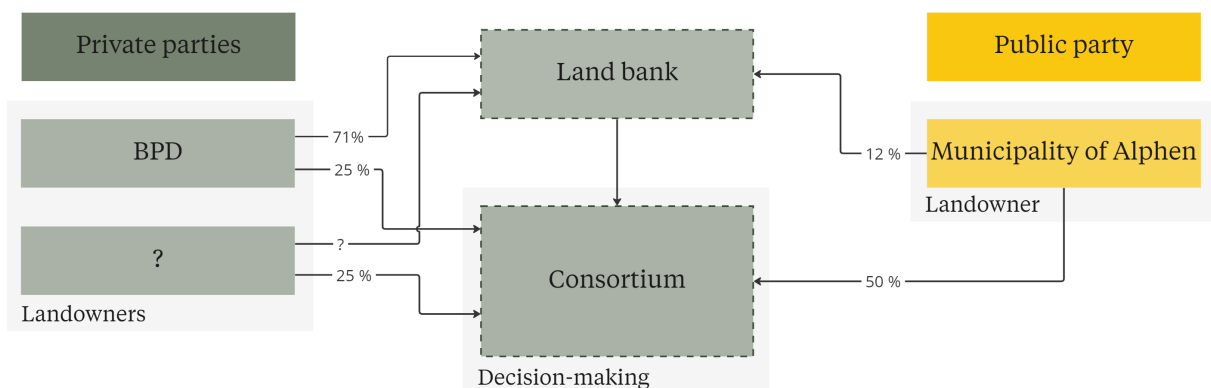 Private parties
Land bank
Public party
BPD
71%
25 %
12 %
Municipality of Alphen
Landowner
?
?
25 %
Consortium
50 %
Landowners
Decision-making